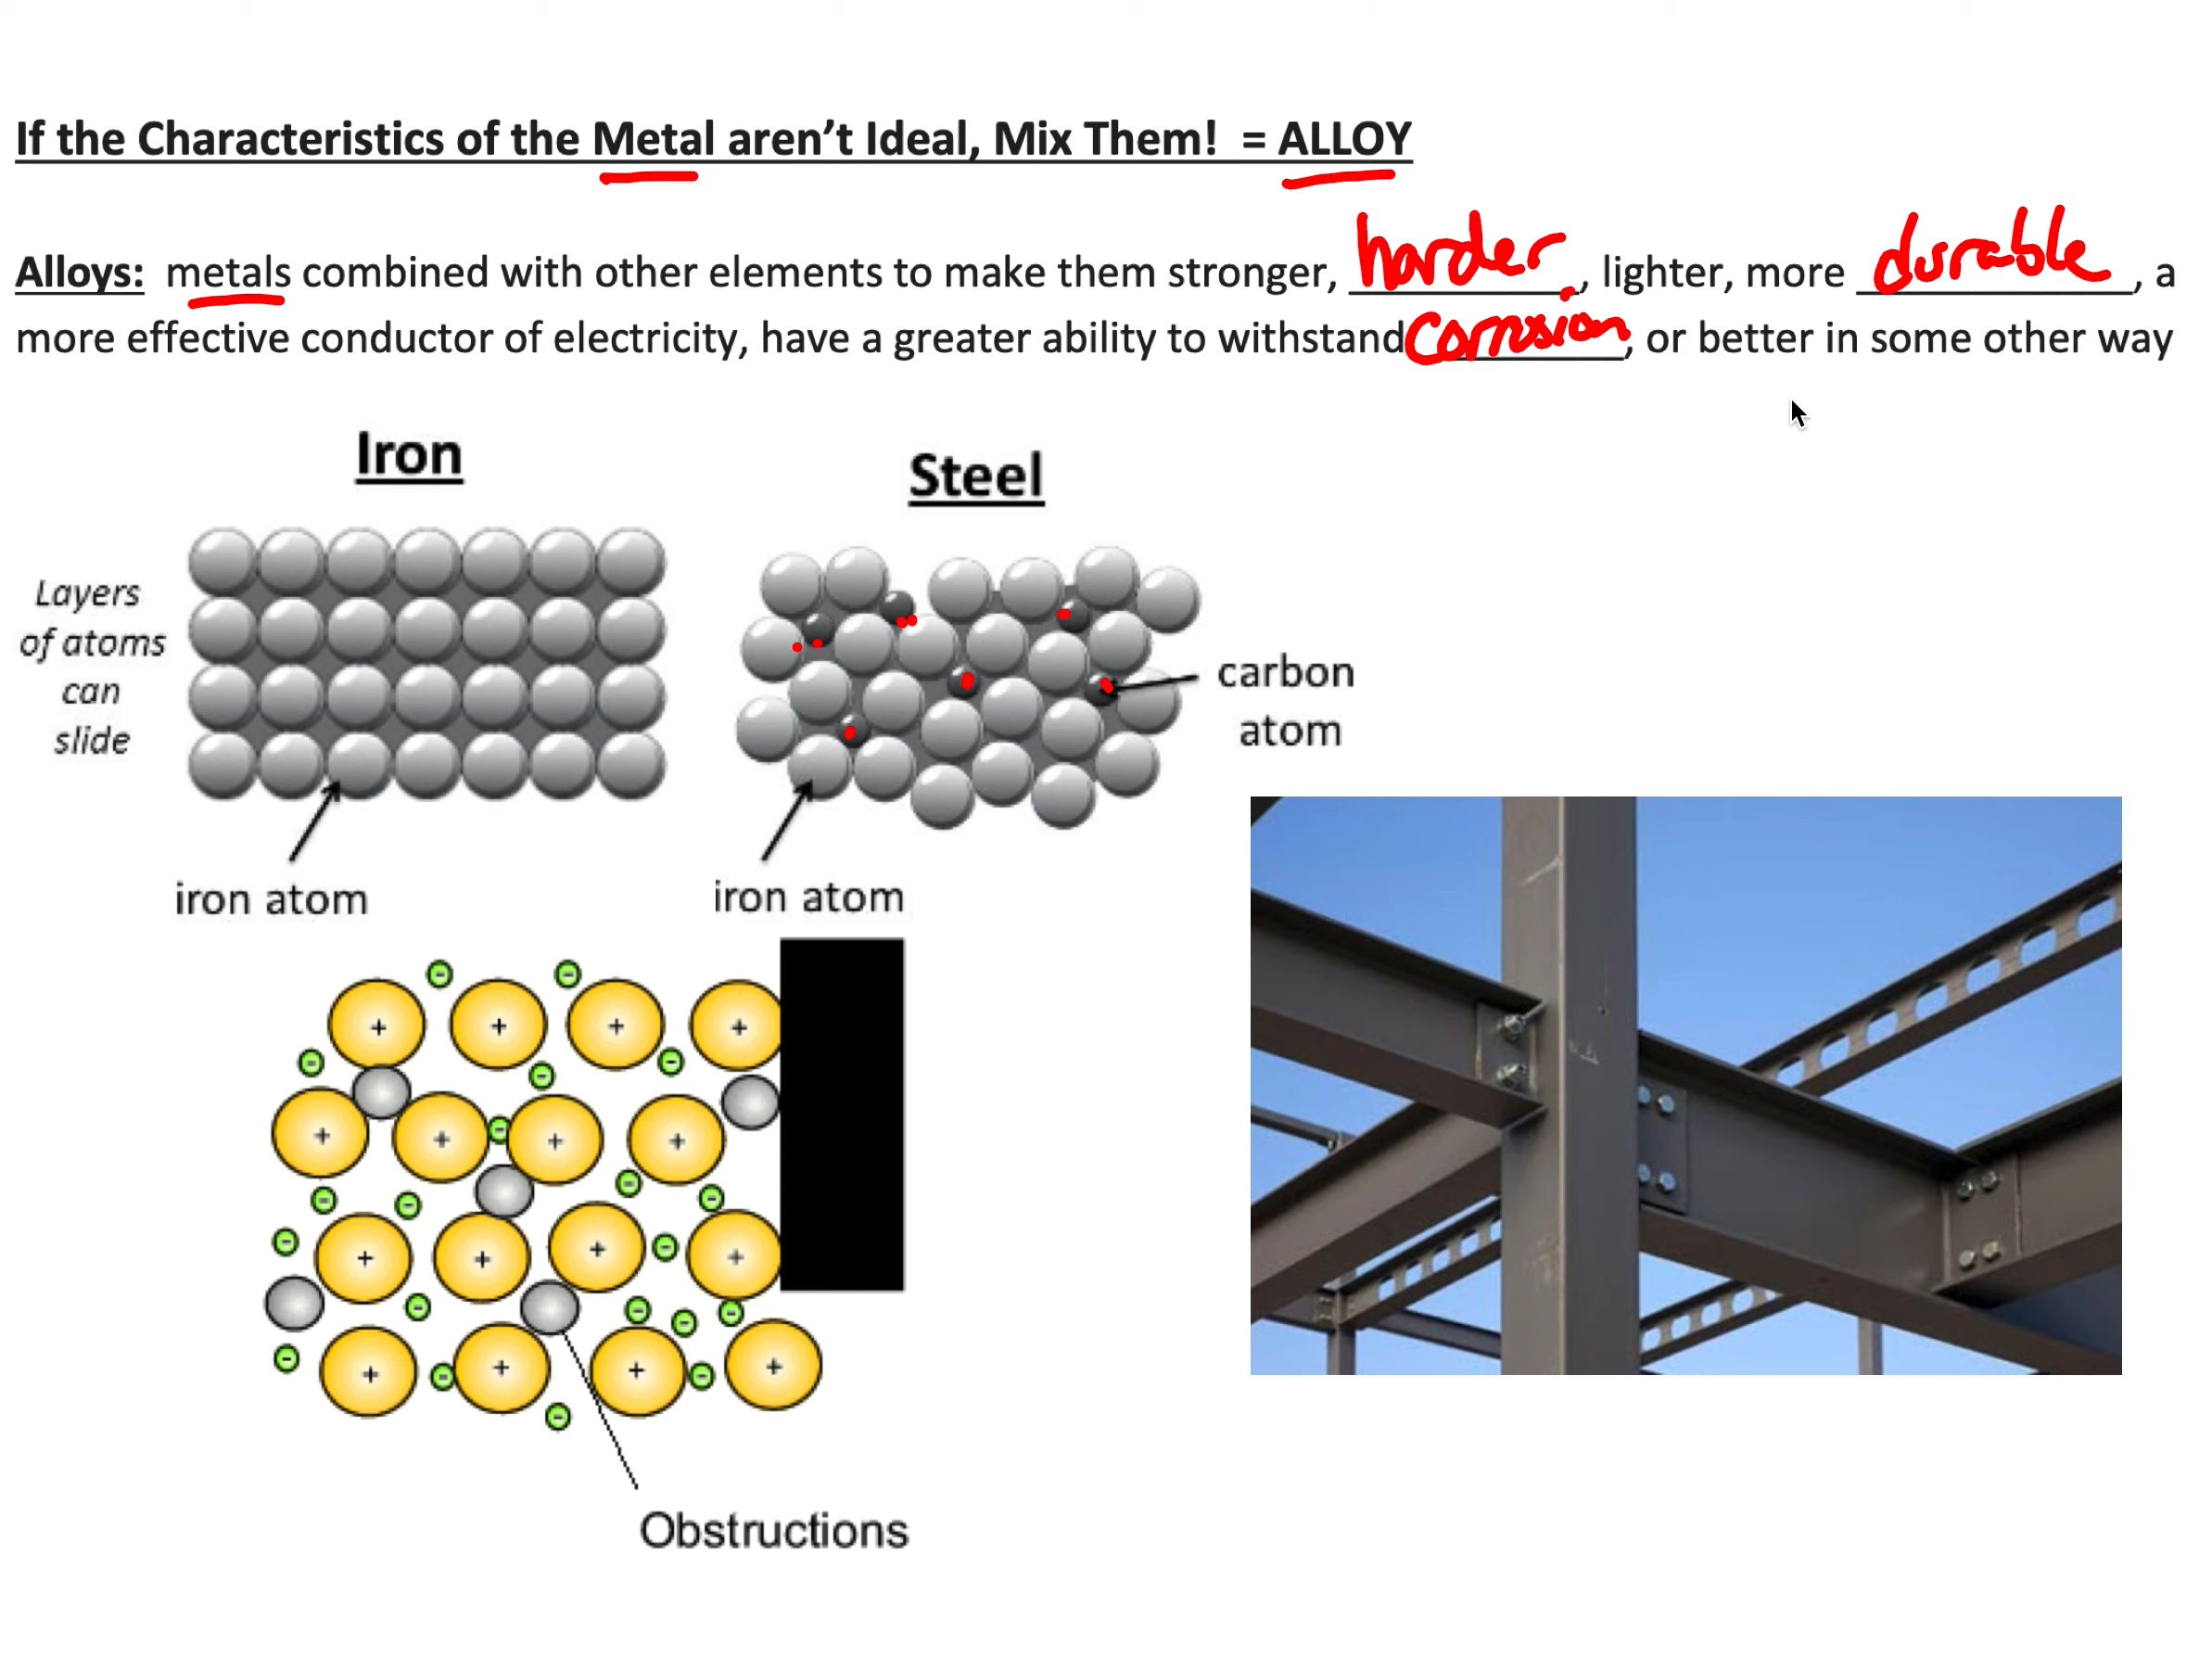 If the Characteristics of the Metal aren't Ideal, Mix Them! = ALLOY
Alloys: metals combined with other elements to make them stronger, harder, lighter, more durable, a
more effective conductor of electricity, have a greater ability to withstand corrosion, or better in some other way
Iron
Steel
Layers
of atoms
can
slide
carbon
atom
iron atom
iron atom
+ + + +
+ + + +
+ + + +
+ + + +
Obstructions